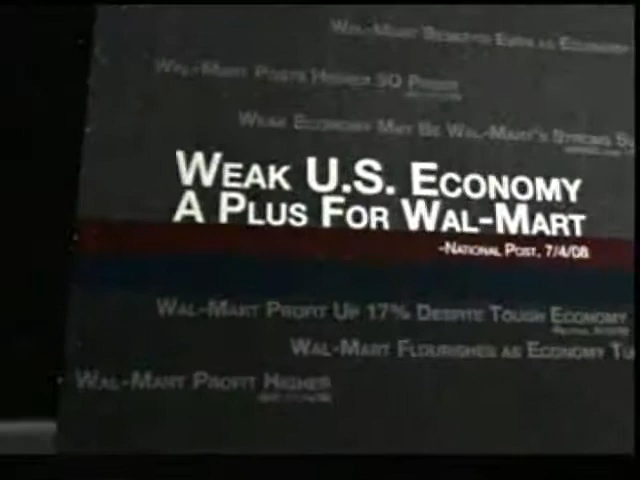 Wal-Mart Benefits Even as Economy
Wal-Mart Posts Higher
Weak Economy May Be Wal-Mart's Strong
Weak U.S. Economy
A Plus For Wal-Mart
-National Post, 7/4/08
Wal-Mart Profit Up 17% Despite Tough Economy
Wal-Mart Flourishes as Economy Tu
Wal-Mart Profit Higher